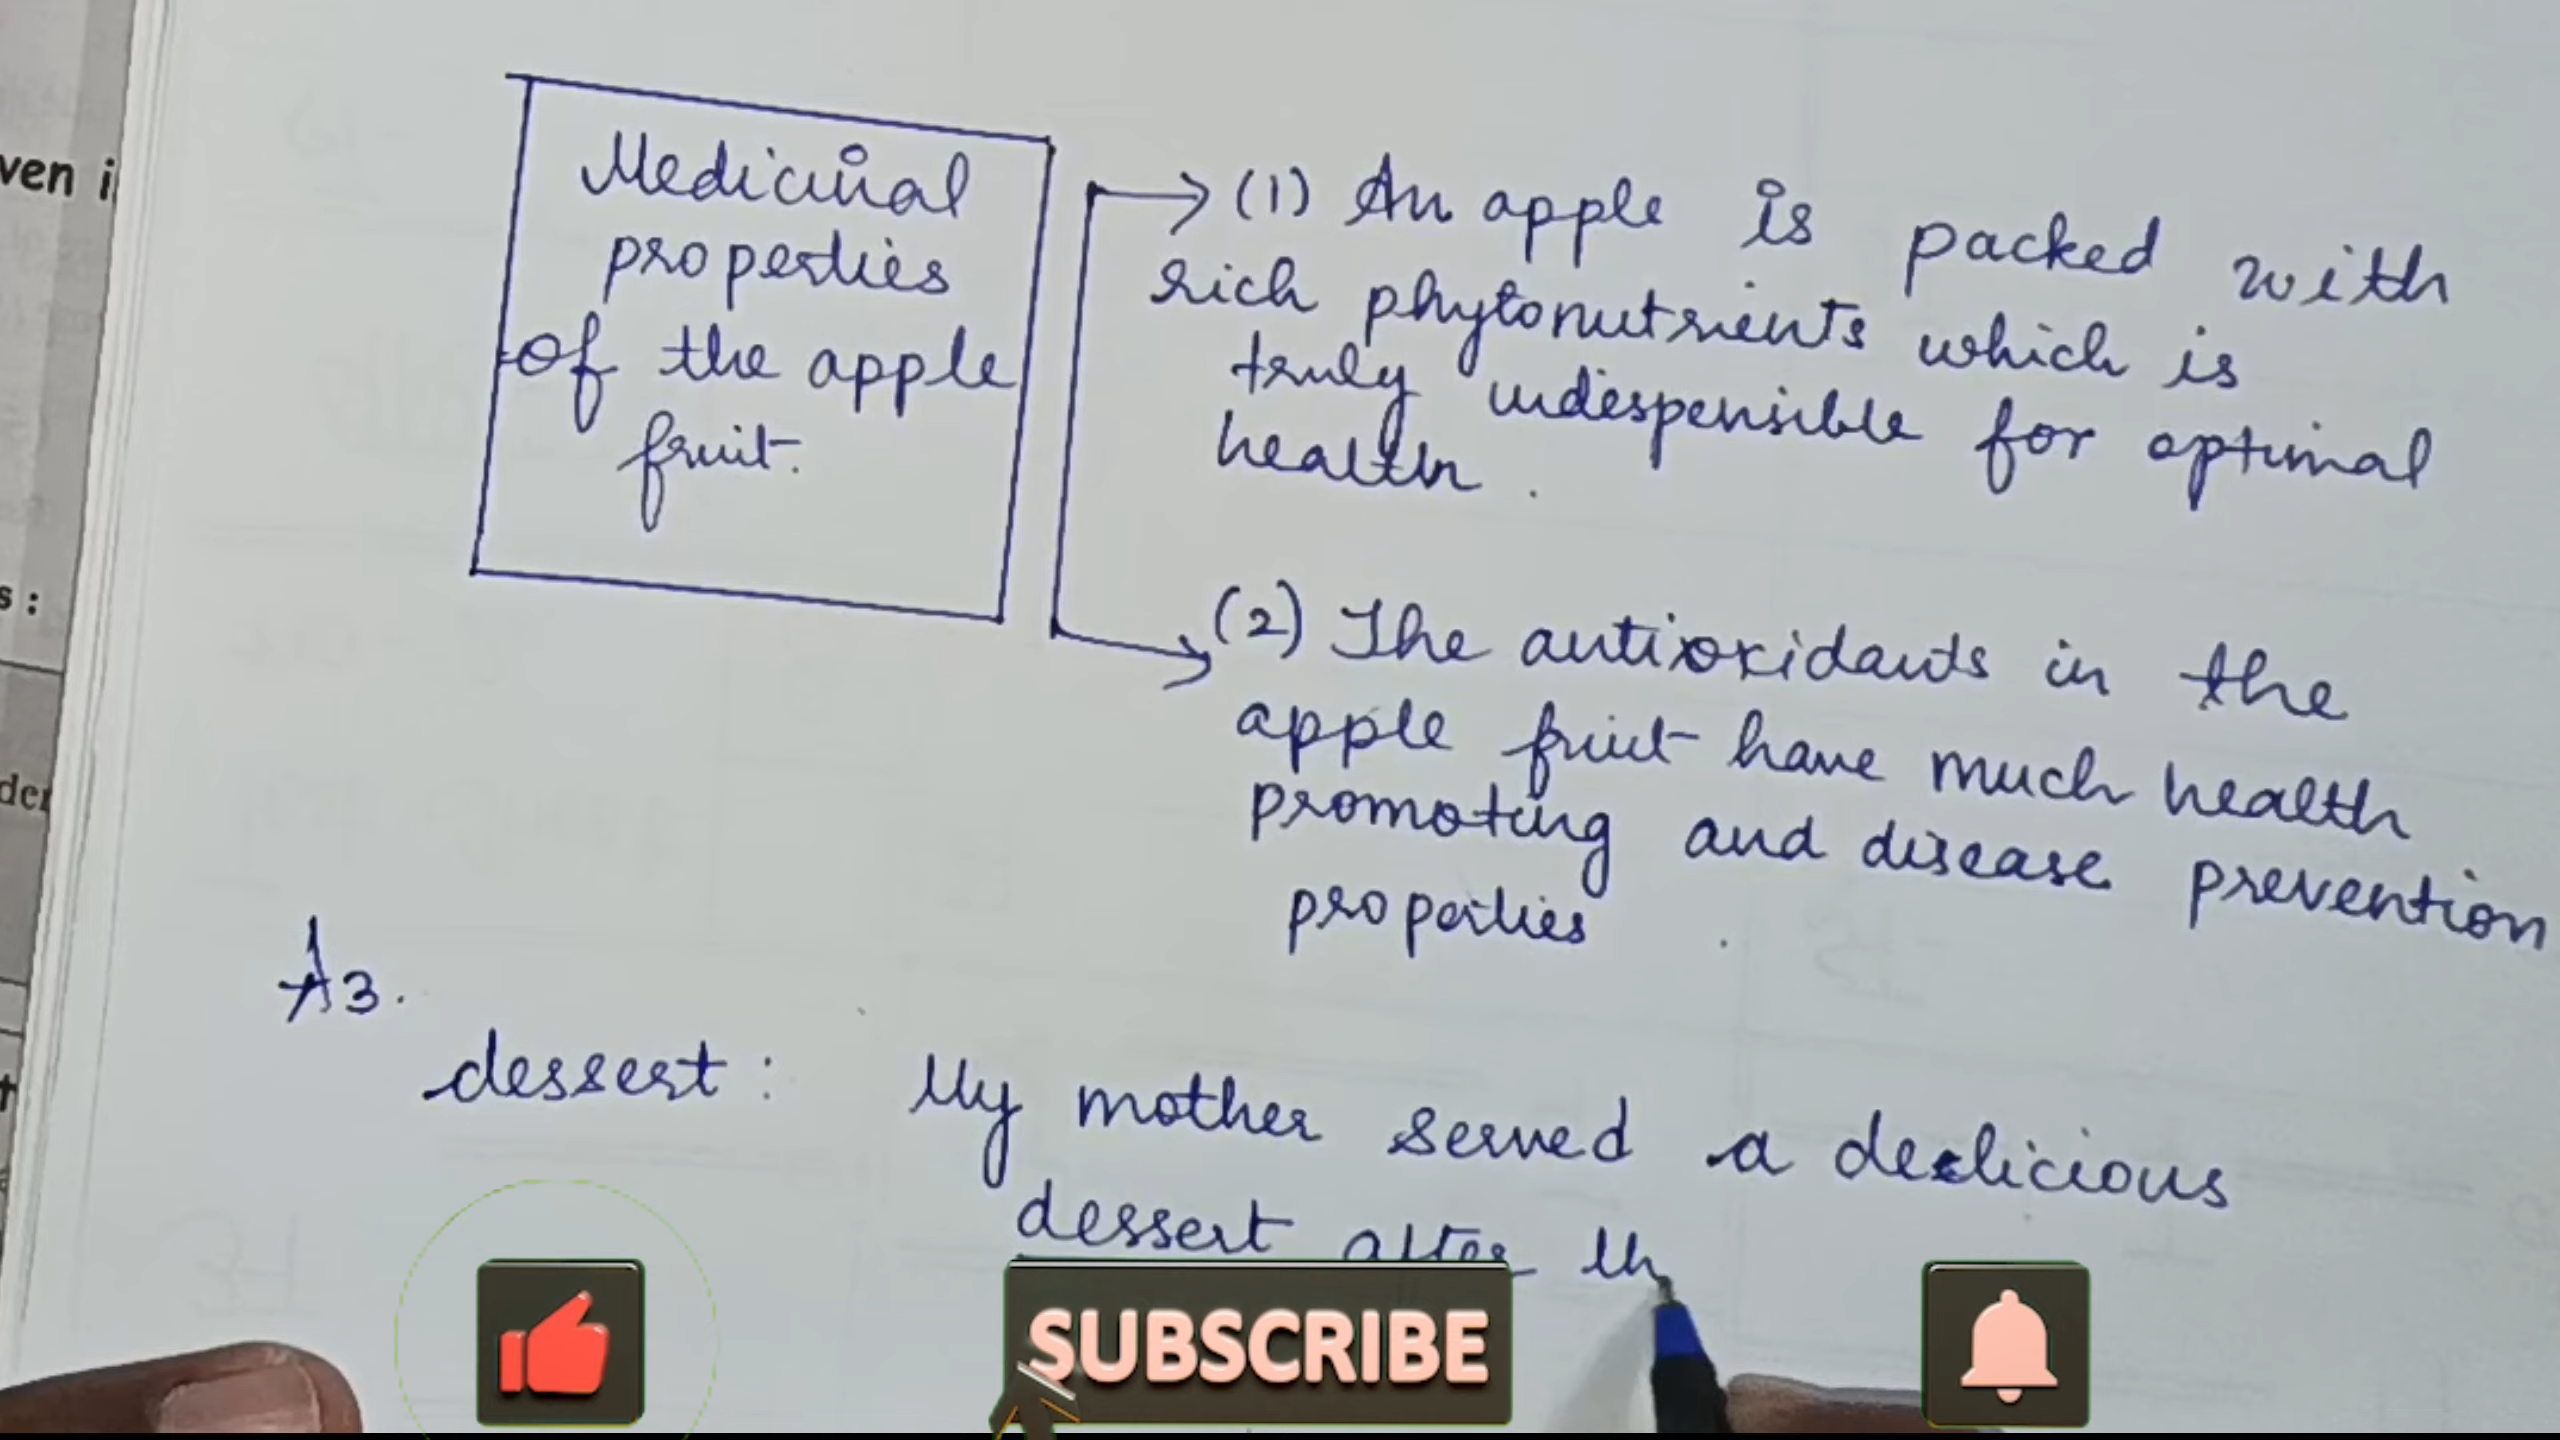 ven i
s :
der
Medicinal
properties
of the apple
fruit.
(1) An apple is packed with
rich phytonutrients which is
truly indespensible for optimal
health.
(2) The antioxidants in the
apple fruit have much health
promoting and disease prevention
properties.
A3.
dessert: My mother served a delicious
dessert after th
SUBSCRIBE